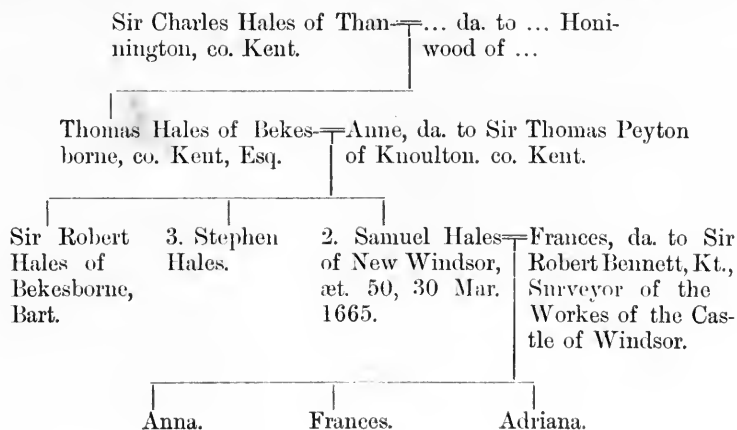 Sir Charles Hales of Than-
nington, co. Kent.
... da. to ... Honi-
wood of ...
Thomas Hales of Bekes-
borne, co. Kent, Esq.
Anne, da. to Sir Thomas Peyton
of Knoulton. co. Kent.
Sir Robert
Hales of
Bekesborne,
Bart.
3. Stephen
Hales.
2. Samuel Hales
of New Windsor,
æt. 50, 30 Mar.
1665.
Frances, da. to Sir
Robert Bennett, Kt.,
Surveyor of the
Workes of the Cas-
tle of Windsor.
Anna.
Frances.
Adriana.